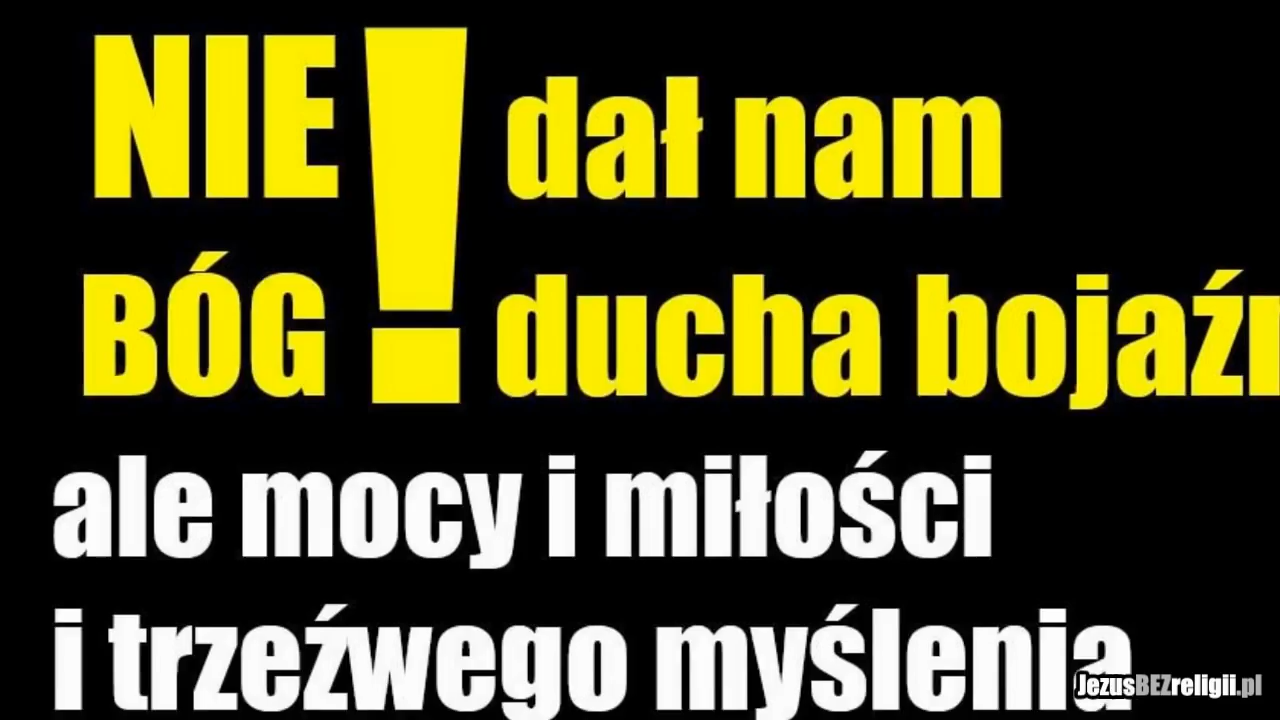 NIE ! dał nam
BÓG ducha bojaź
ale mocy i miłości
i trzeźwego myślenia
JezusBEZreligii.pl